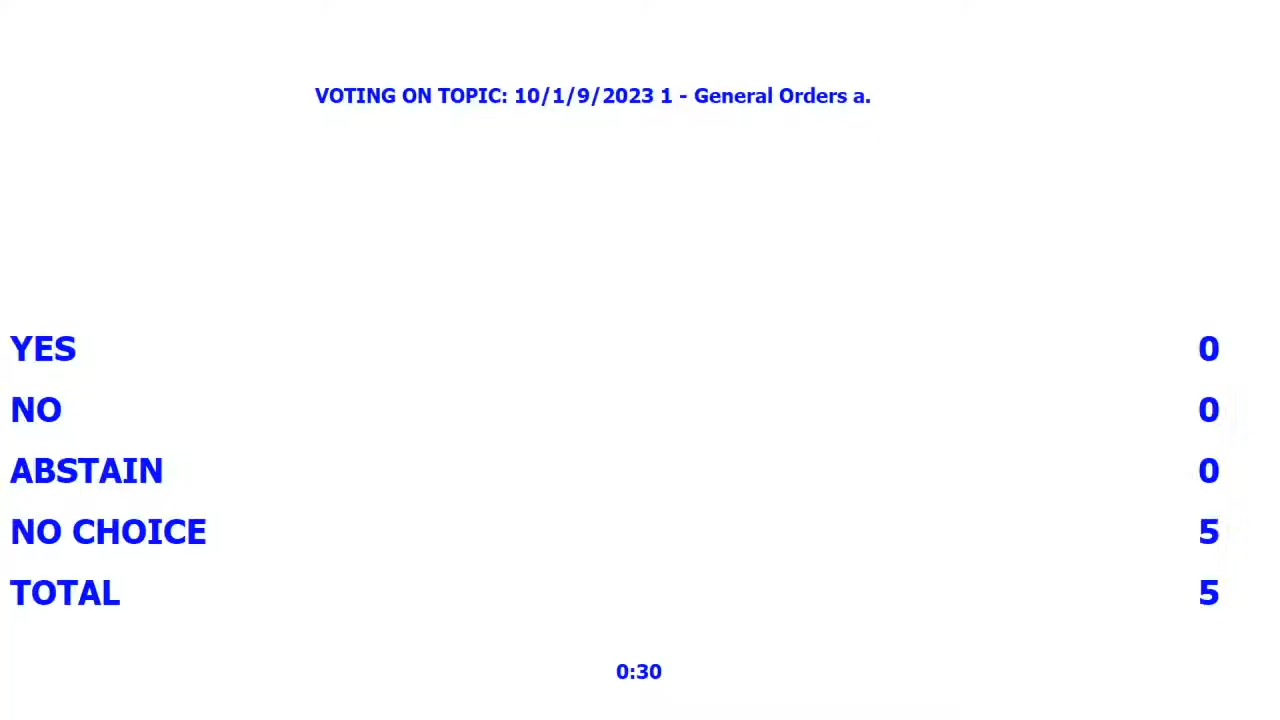 VOTING ON TOPIC: 10/1/9/2023 1 - General Orders a.
YES 0
NO 0
ABSTAIN 0
NO CHOICE 5
TOTAL 5
0:30